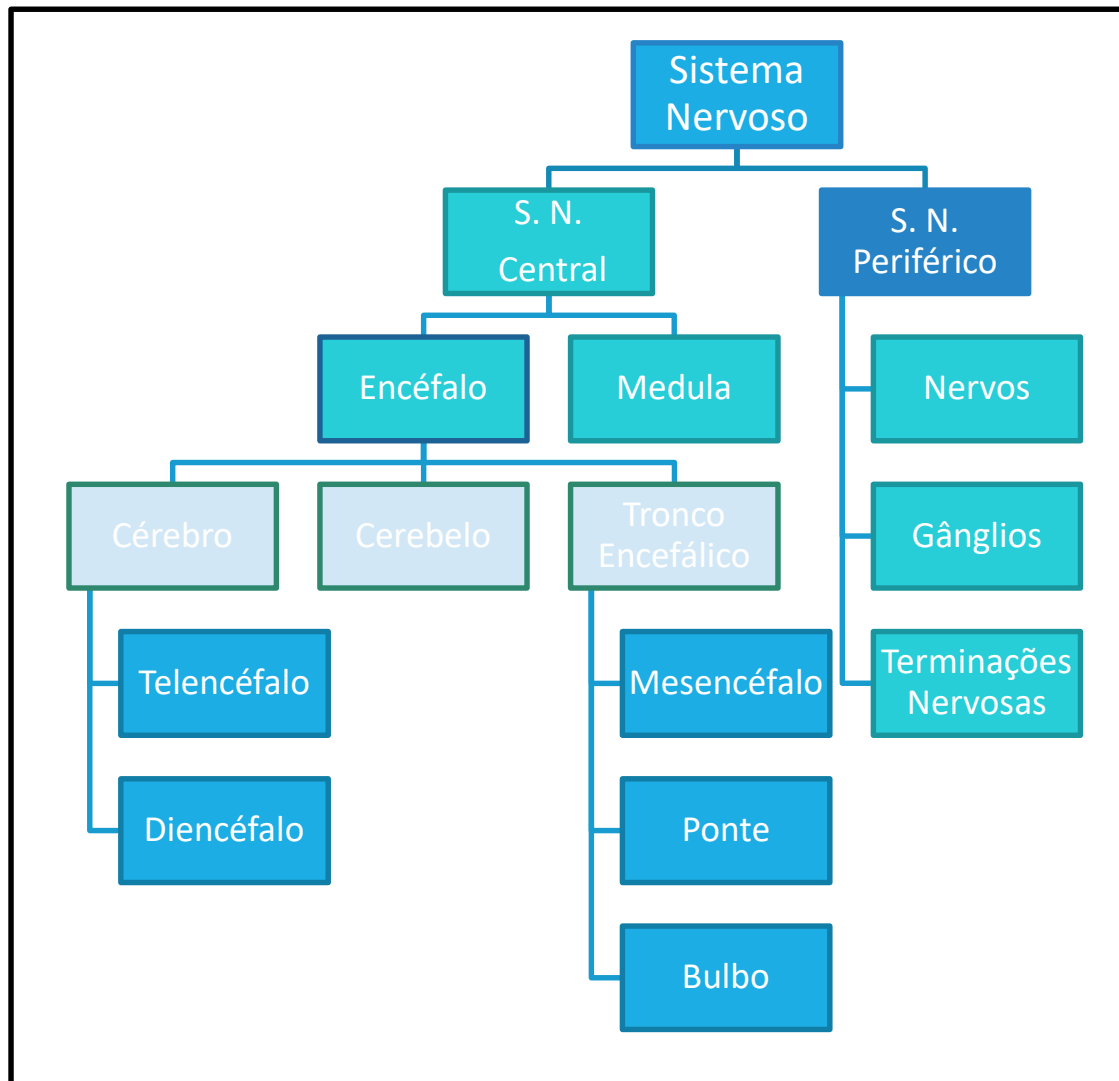 Sistema
Nervoso
S. N.
Central
S. N.
Periférico
Encéfalo
Medula
Nervos
Cérebro
Cerebelo
Tronco
Encefálico
Gânglios
Telencéfalo
Mesencéfalo
Terminações
Nervosas
Diencéfalo
Ponte
Bulbo